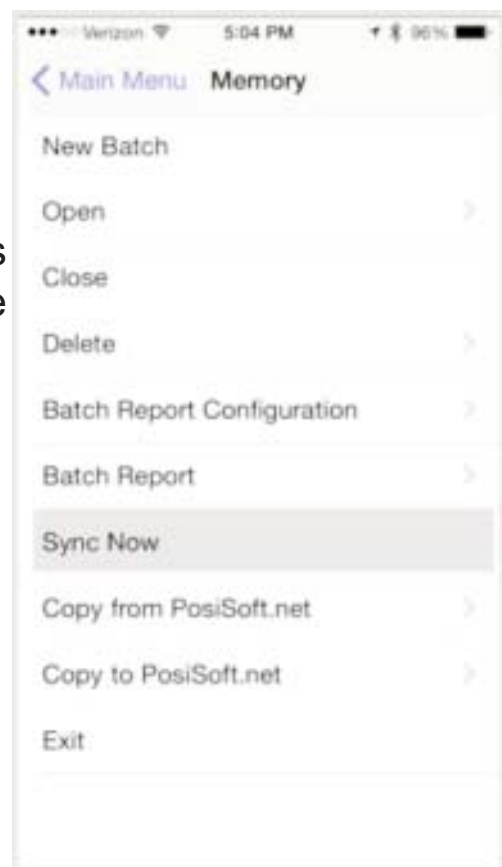 Verizon 5:04 PM 96%
Main Menu Memory
New Batch
Open
s
Close
e
Delete
Batch Report Configuration
Batch Report
Sync Now
Copy from PosiSoft.net
Copy to PosiSoft.net
Exit